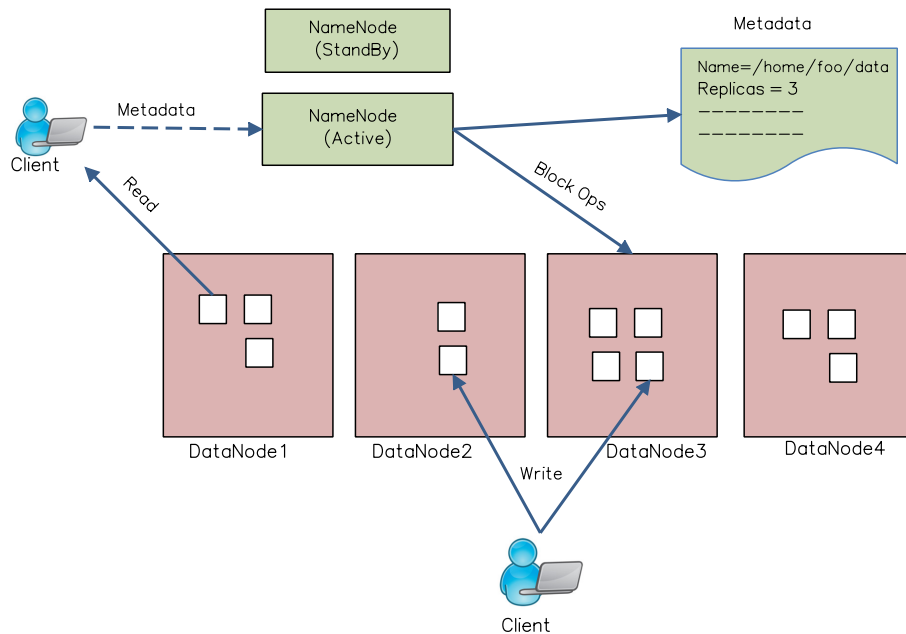 NameNode
(StandBy)
Metadata
Name=/home/foo/data
Replicas = 3
Metadata
NameNode
(Active)
Client
Read
Block Ops
DataNode1
DataNode2
DataNode3
DataNode4
Write
Client